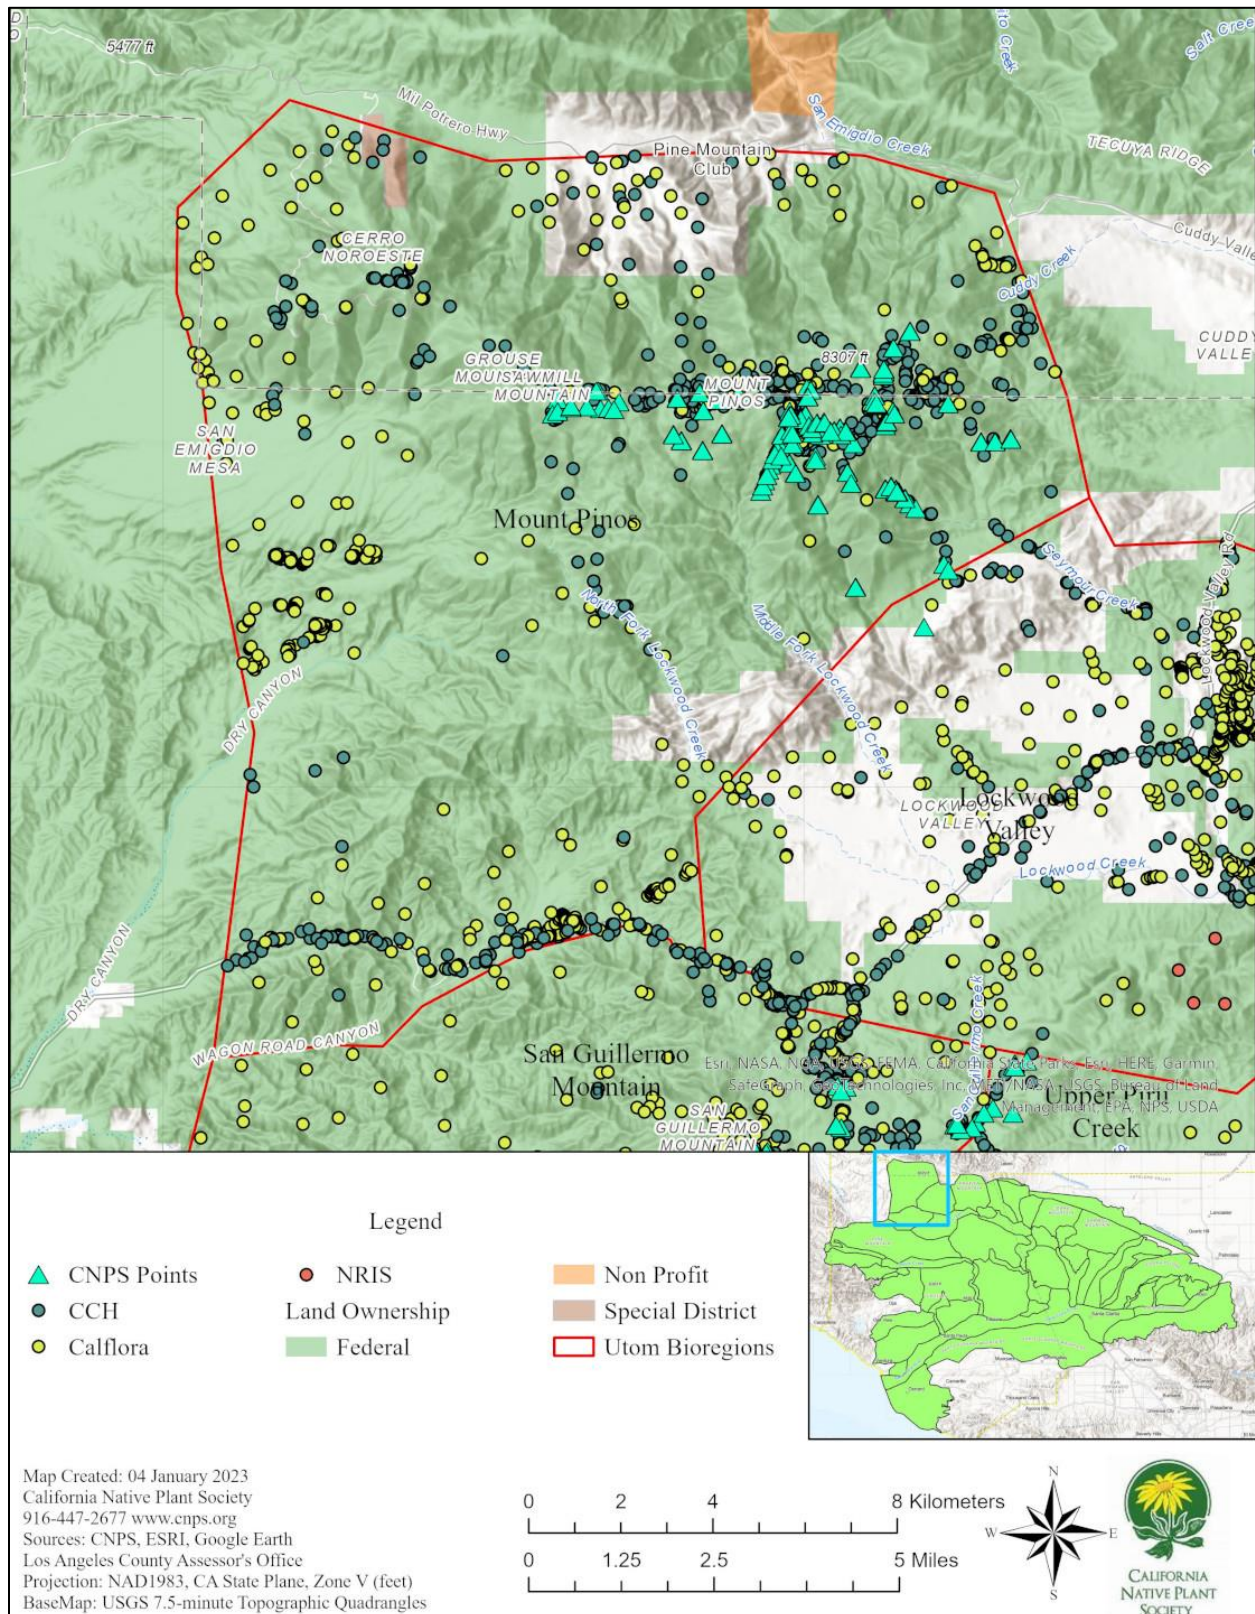 5477 ft
Mil Potrero Hwy
San Emigdio Creek
Salt Cree
TECUYA RIDGE
Pine Mountain
Club
CERRO
NOROESTE
Cuddy Valle
Cuddy Creek
CUDDY
VALLE
GROUSE
SAWMILL
MOUNTAIN
8307 ft
MOUNT
PINOS
SAN
EMIGDIO
MESA
Mount Pinos
Seymour Creek
Lockwood Valley Rd
North Fork Lockwood Creek
Middle Fork Lockwood Creek
DRY CANYON
LOCKWOOD
VALLEY
Lockwood
Valley
Lockwood Creek
DRY CANYON
WAGON ROAD CANYON
San Guillermo
Mountain
SAN
GUILLERMO
MOUNTAIN
Esri, NASA, NGA, USGS, FEMA, California State Parks, Esri, HERE, Garmin,
SafeGraph, GeoTechnologies, Inc, METI/NASA, USGS, Bureau of Land
Management, EPA, NPS, USDA
Upper Piru
Creek
Legend
CNPS Points
NRIS
Non Profit
CCH
Land Ownership
Special District
Calflora
Federal
Utom Bioregions
Map Created: 04 January 2023
California Native Plant Society
916-447-2677 www.cnps.org
Sources: CNPS, ESRI, Google Earth
Los Angeles County Assessor's Office
Projection: NAD1983, CA State Plane, Zone V (feet)
BaseMap: USGS 7.5-minute Topographic Quadrangles
0 2 4 8 Kilometers
0 1.25 2.5 5 Miles
N
W E
S
CALIFORNIA
NATIVE PLANT
SOCIETY